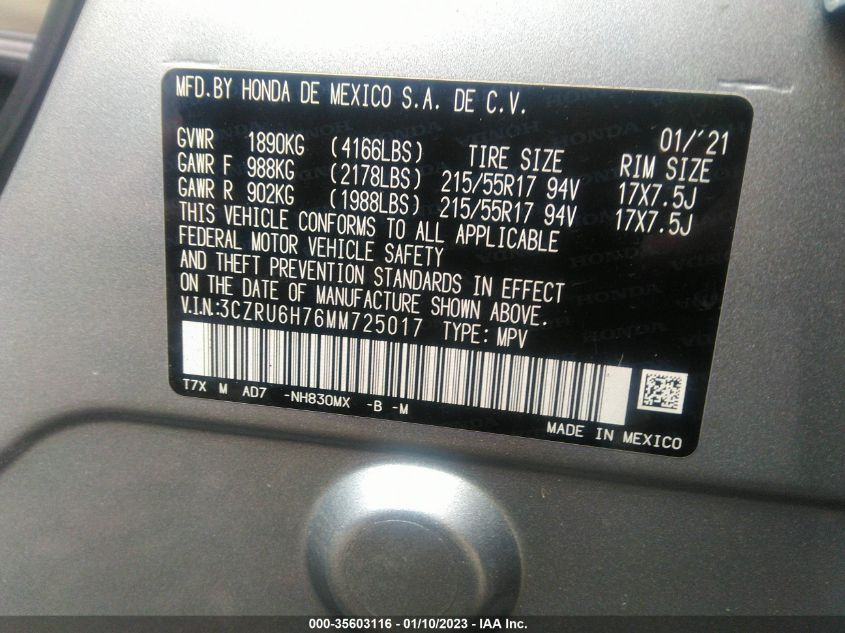 MFD.BY HONDA DE MEXICO S.A. DE C.V.
01/'21
GVWR 1890KG (4166LBS) TIRE SIZE RIM SIZE
GAWR F 988KG (2178LBS) 215/55R17 94V 17X7.5J
GAWR R 902KG (1988LBS) 215/55R17 94V 17X7.5J
THIS VEHICLE CONFORMS TO ALL APPLICABLE
FEDERAL MOTOR VEHICLE SAFETY
AND THEFT PREVENTION STANDARDS IN EFFECT
ON THE DATE OF MANUFACTURE SHOWN ABOVE.
V.I.N:3CZRU6H76MM725017 TYPE: MPV
T7X M AD7 -NH830MX -B -M
MADE IN MEXICO
000-35603116 - 01/10/2023 - IAA, Inc.